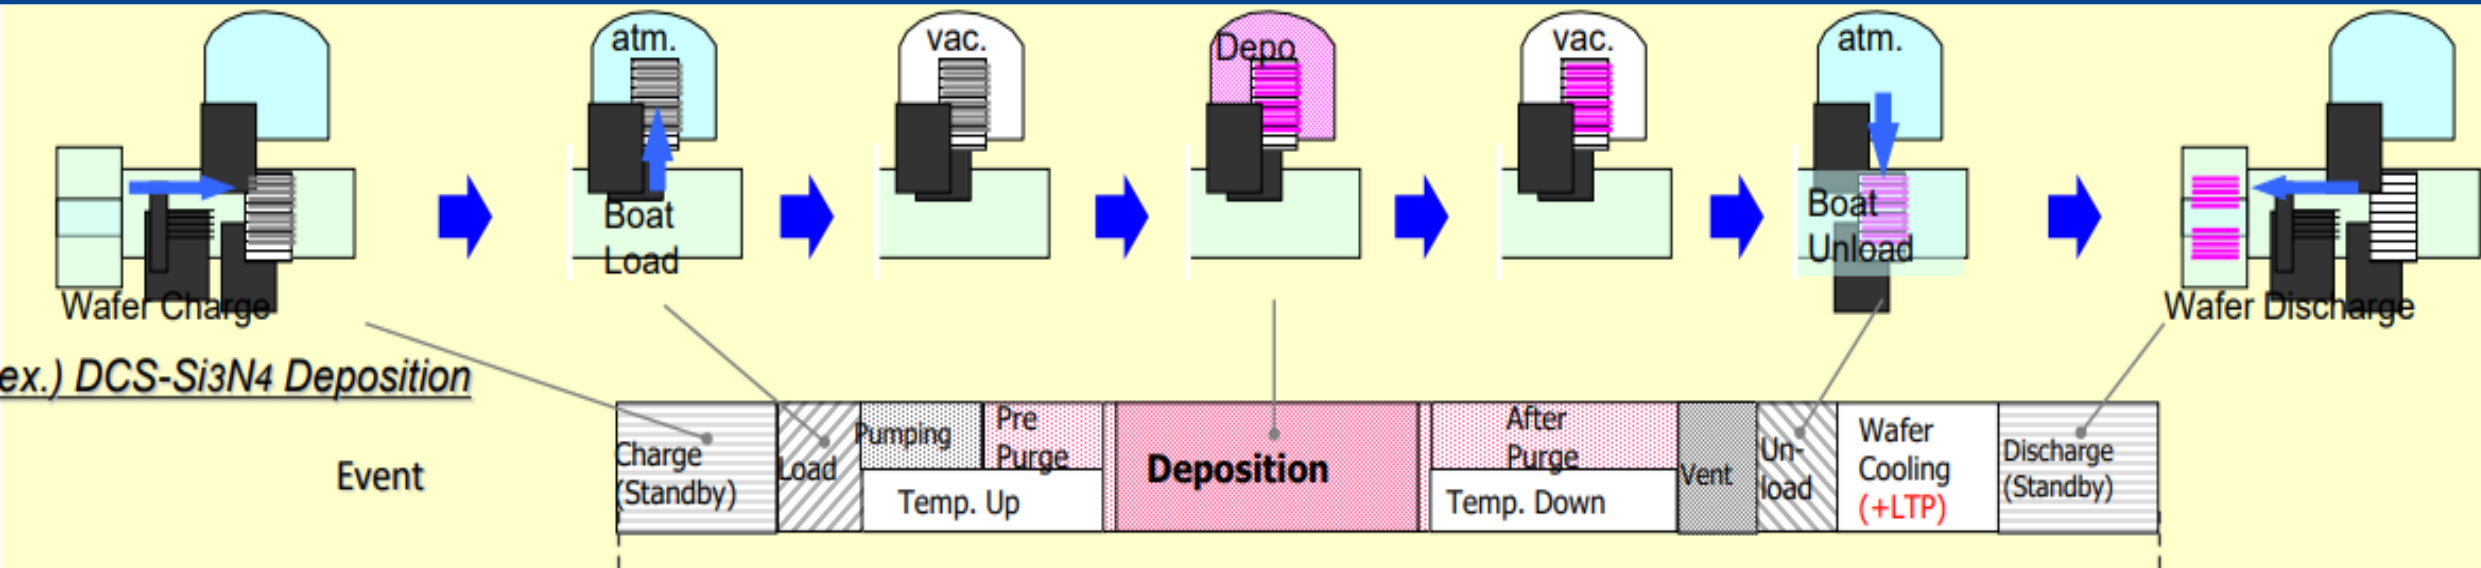 atm.
vac.
Depo
vac.
atm.
Boat
Load
Boat
Unload
Wafer Charge
Wafer Discharge
ex.) DCS-Si3N4 Deposition
Event
Charge
(Standby)
Load
Pumping
Pre
Purge
Temp. Up
Deposition
After
Purge
Temp. Down
Vent
Un-
load
Wafer
Cooling
(+LTP)
Discharge
(Standby)